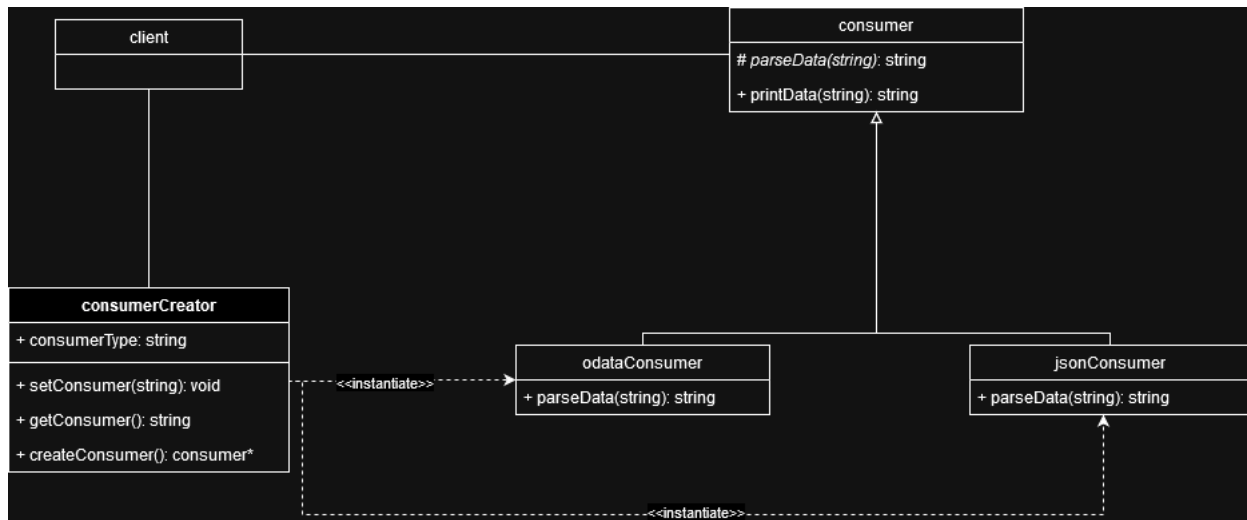 client
consumer
# parseData(string): string
+ printData(string): string
consumerCreator
+ consumerType: string
+ setConsumer(string): void
+ getConsumer(): string
+ createConsumer(): consumer*
<<instantiate>>
odataConsumer
+ parseData(string): string
jsonConsumer
+ parseData(string): string
<<instantiate>>